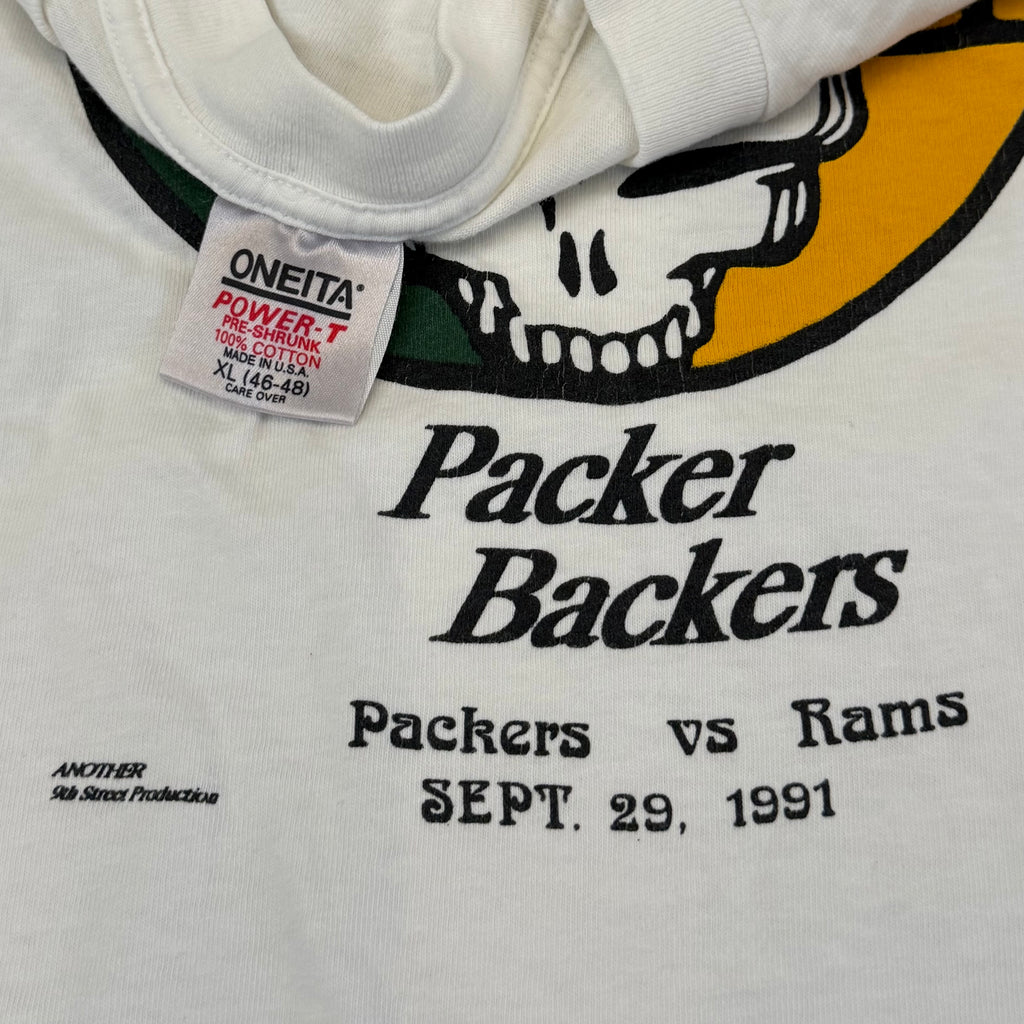 ONEITA®
POWER-T
PRE-SHRUNK
100% COTTON
MADE IN U.S.A.
XL (46-48)
CARE OVER
Packer
Backers
Packers vs Rams
SEPT. 29, 1991
ANOTHER
9th Street Production